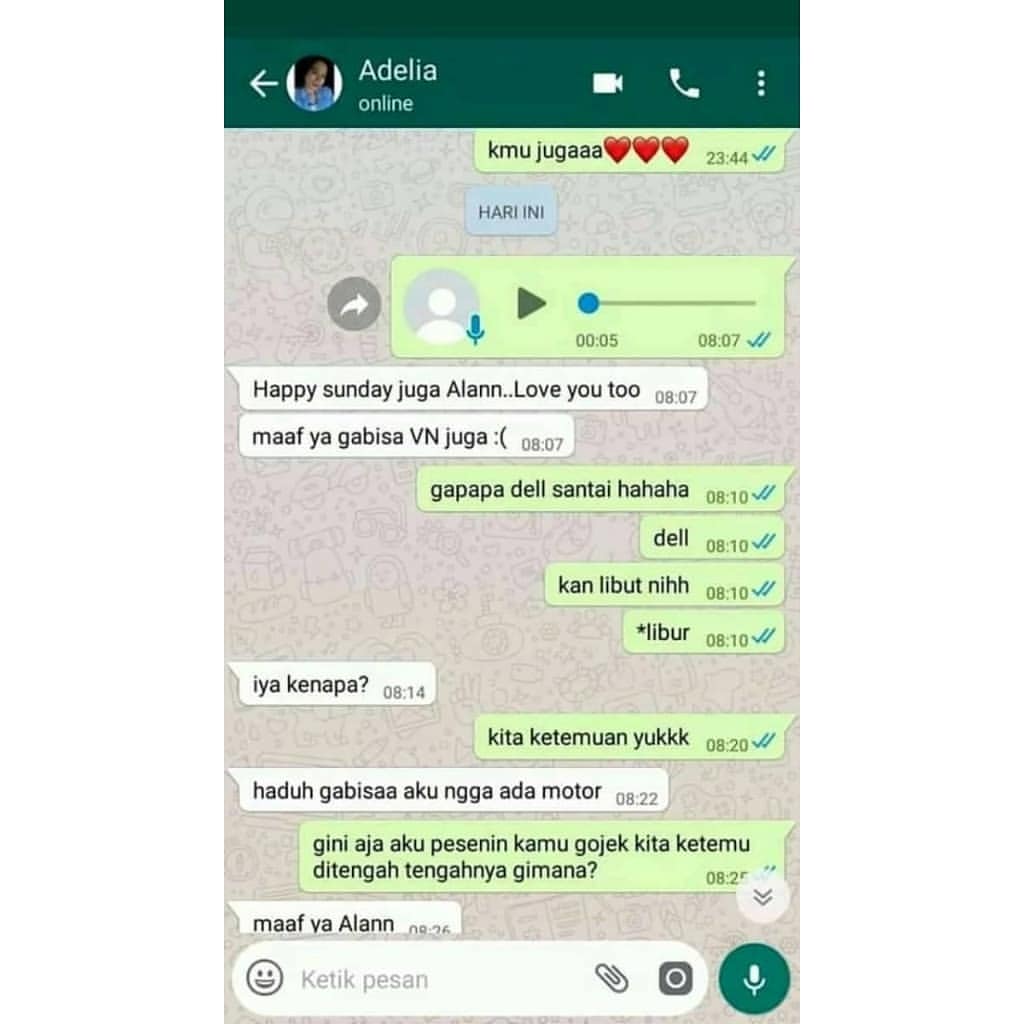 Adelia
online
kmu jugaaa❤️❤️❤️ 23:44
HARI INI
00:05 08:07
Happy sunday juga Alann..Love you too 08:07
maaf ya gabisa VN juga :( 08:07
gapapa dell santai hahaha 08:10
dell 08:10
kan libut nihh 08:10
*libur 08:10
iya kenapa? 08:14
kita ketemuan yukkk 08:20
haduh gabisaa aku ngga ada motor 08:22
gini aja aku pesenin kamu gojek kita ketemu
ditengah tengahnya gimana? 08:25
maaf ya Alann 08:26
Ketik pesan